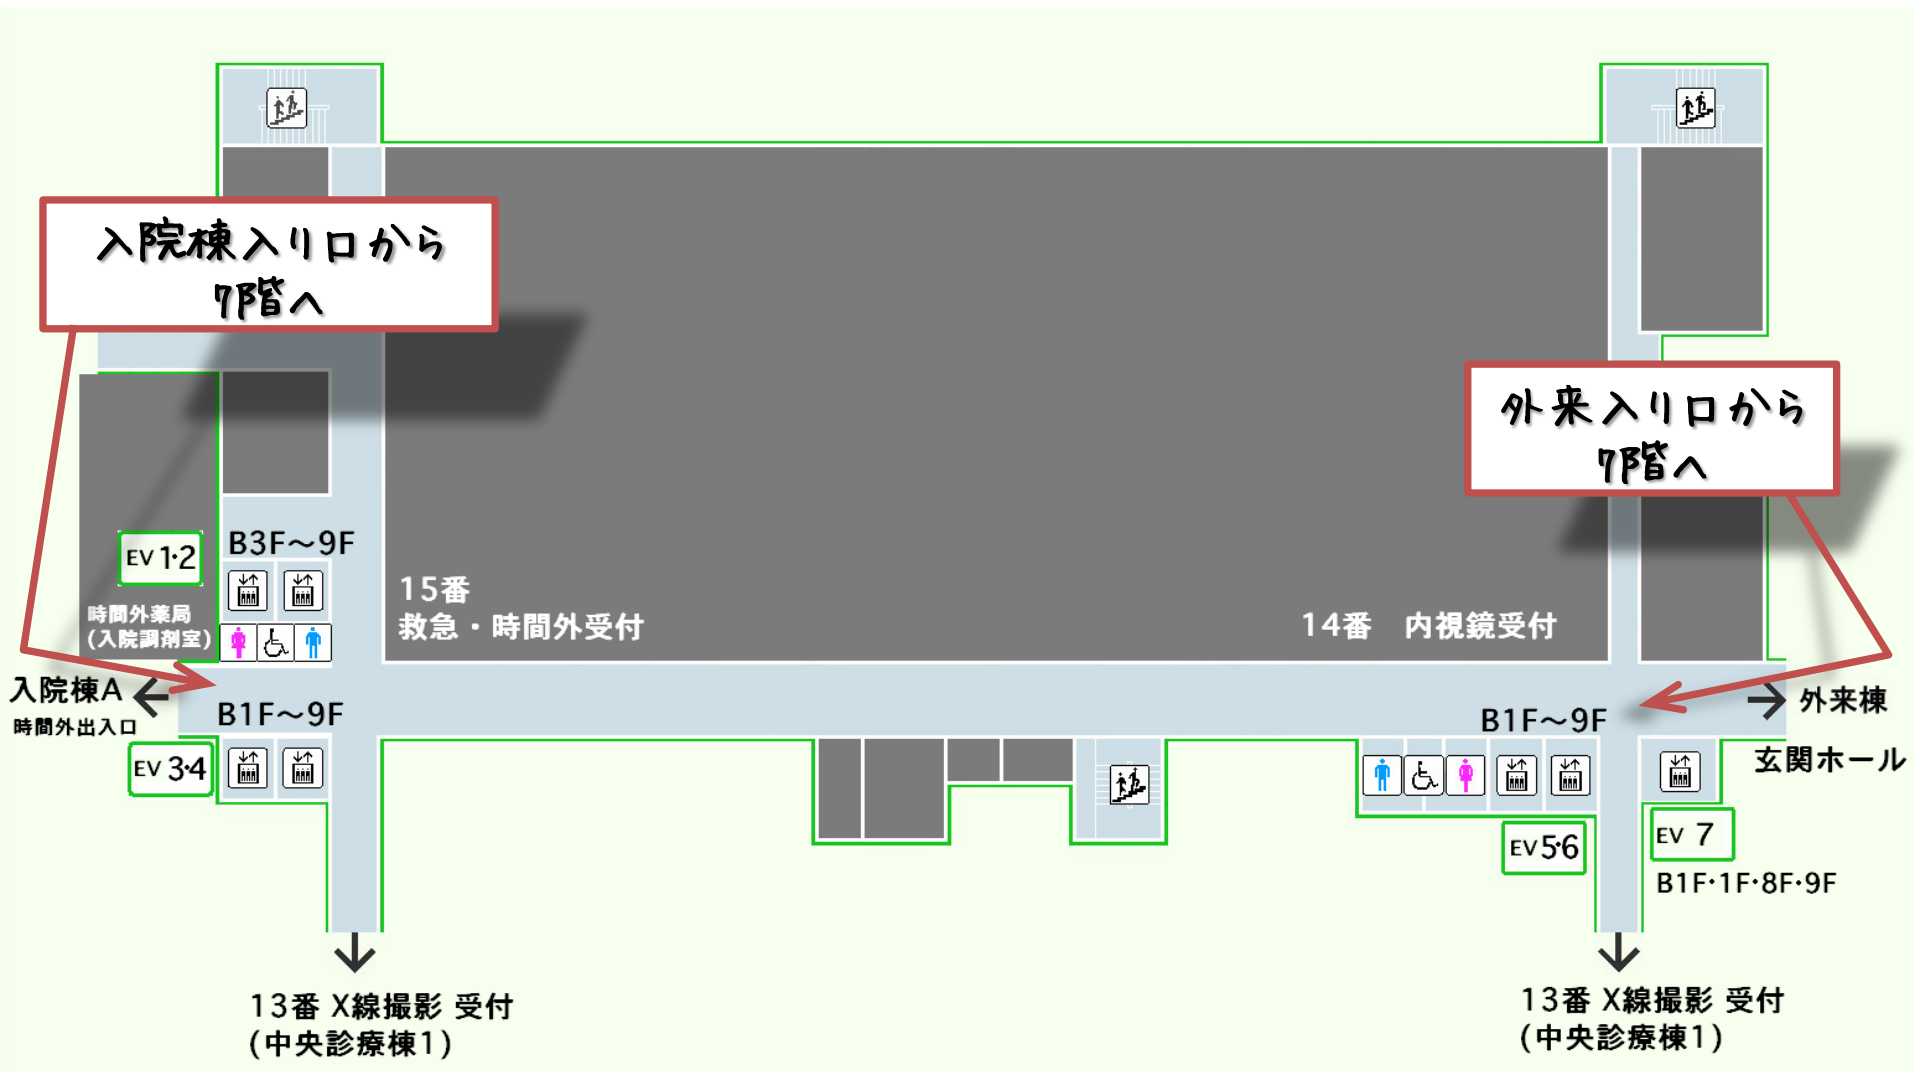 入院棟入り口から
7階へ
外来入り口から
7階へ
EV 1·2
B3F～9F
時間外薬局
(入院調剤室)
15番
救急・時間外受付
14番　内視鏡受付
入院棟A
時間外出入口
B1F～9F
EV 3·4
B1F～9F
外来棟
玄関ホール
EV 5·6
EV 7
B1F·1F·8F·9F
13番 X線撮影 受付
(中央診療棟1)
13番 X線撮影 受付
(中央診療棟1)